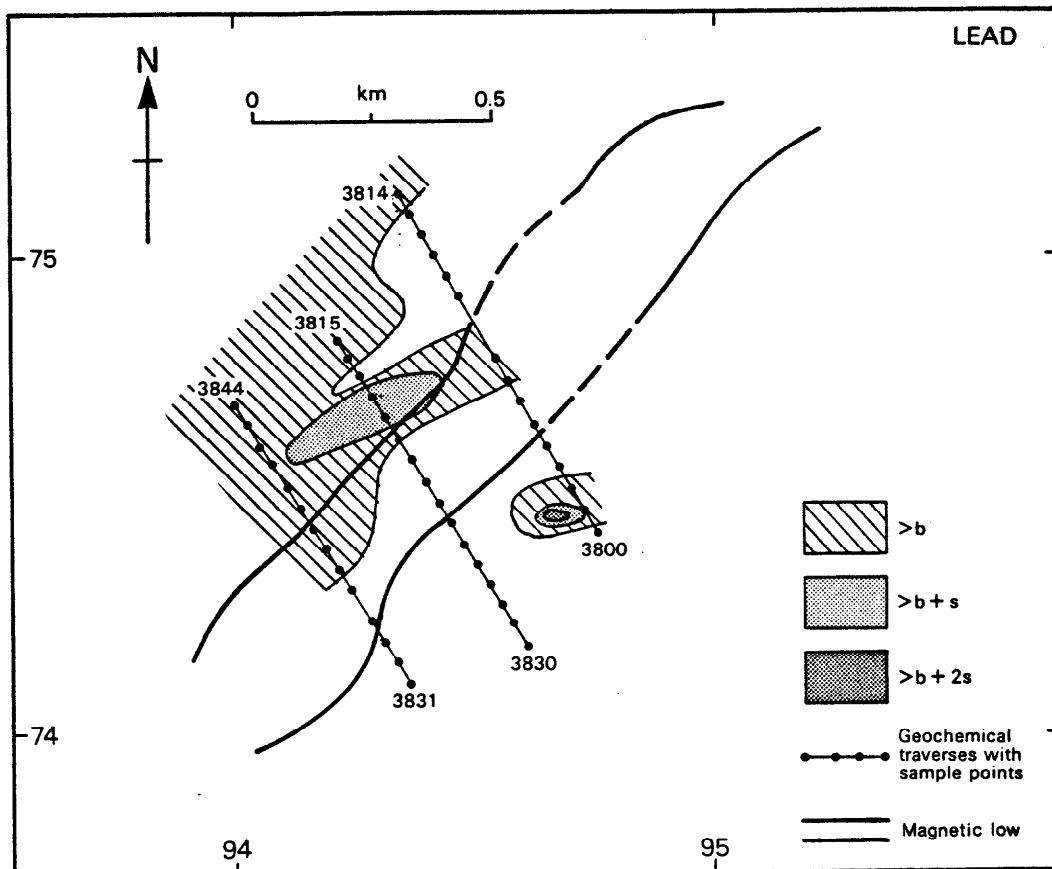 LEAD
N
0 km 0.5
3814
75
3815
3844
>b
3800
>b+s
3830
>b+2s
3831
74
Geochemical
traverses with
sample points
Magnetic low
94 95